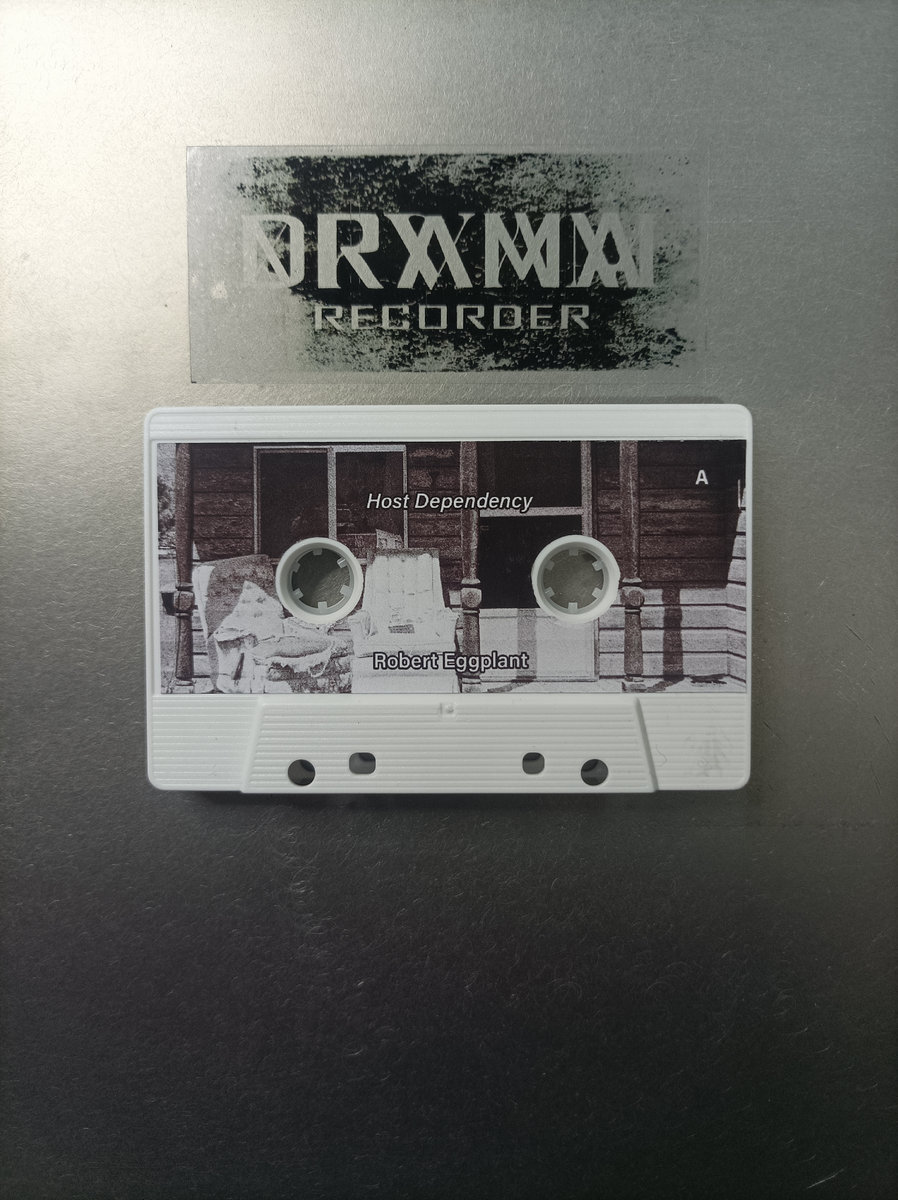 DRAMA
RECORDER
A
Host Dependency
Robert Eggplant